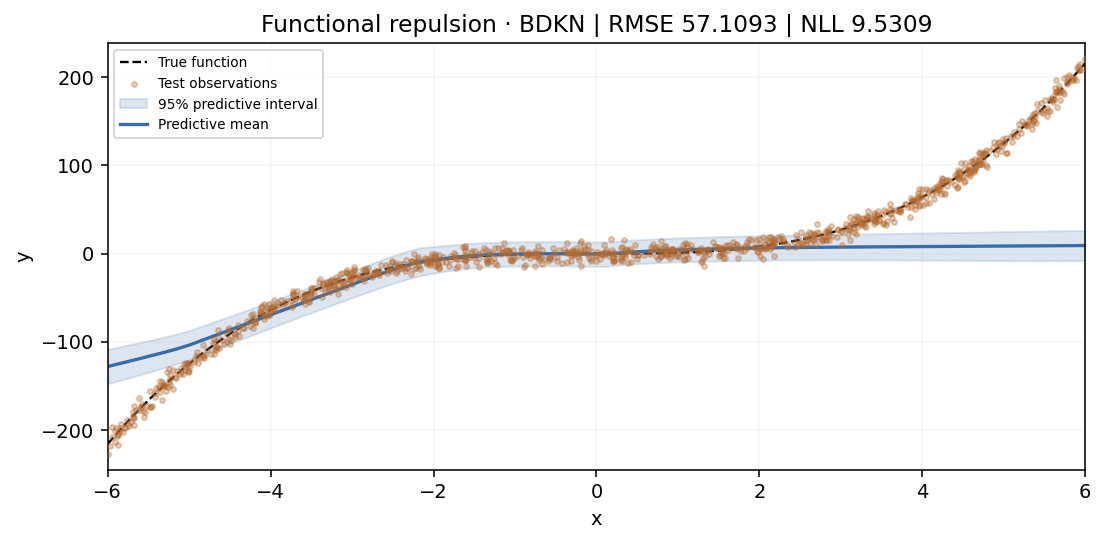 Functional repulsion · BDKN | RMSE 57.1093 | NLL 9.5309
True function
Test observations
95% predictive interval
Predictive mean
200
100
0
−100
−200
y
−6
−4
−2
0
2
4
6
x